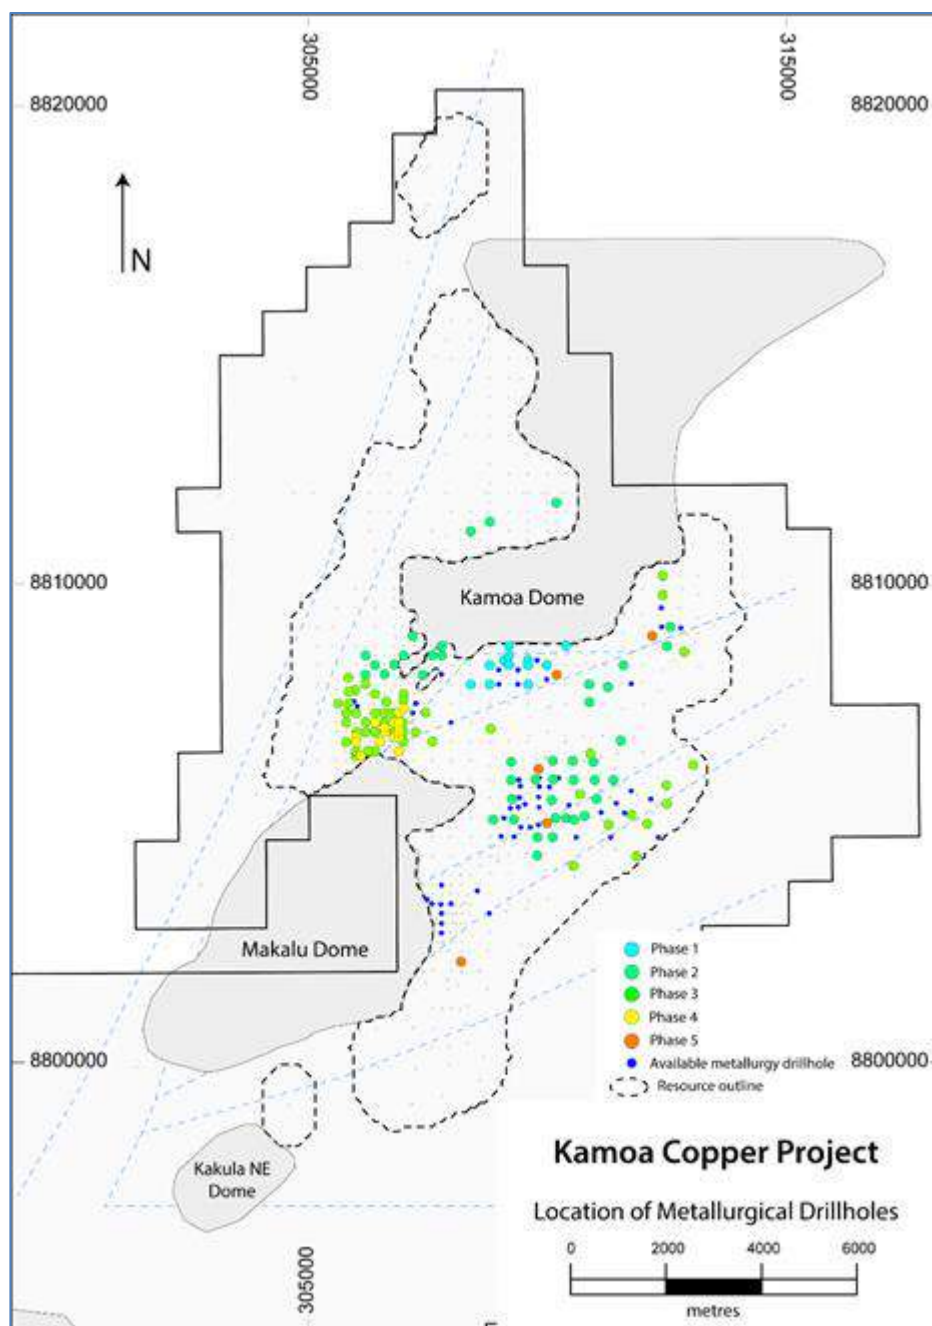 305000
315000
8820000
8820000
N
8810000
8810000
Kamoa Dome
Makalu Dome
Phase 1
Phase 2
Phase 3
Phase 4
Phase 5
Available metallurgy drillhole
Resource outline
8800000
8800000
Kakula NE
Dome
Kamoa Copper Project
Location of Metallurgical Drillholes
0 2000 4000 6000
metres
305000